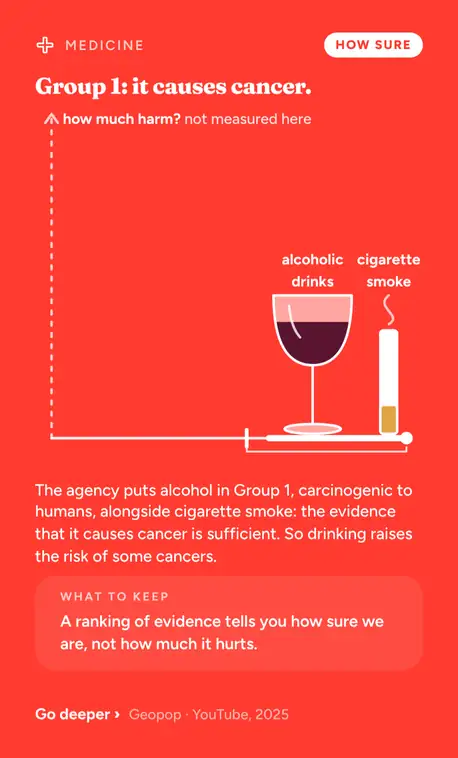 MEDICINE
HOW SURE
Group 1: it causes cancer.
how much harm? not measured here
alcoholic
drinks
cigarette
smoke
The agency puts alcohol in Group 1, carcinogenic to
humans, alongside cigarette smoke: the evidence
that it causes cancer is sufficient. So drinking raises
the risk of some cancers.
WHAT TO KEEP
A ranking of evidence tells you how sure we
are, not how much it hurts.
Go deeper › Geopop · YouTube, 2025